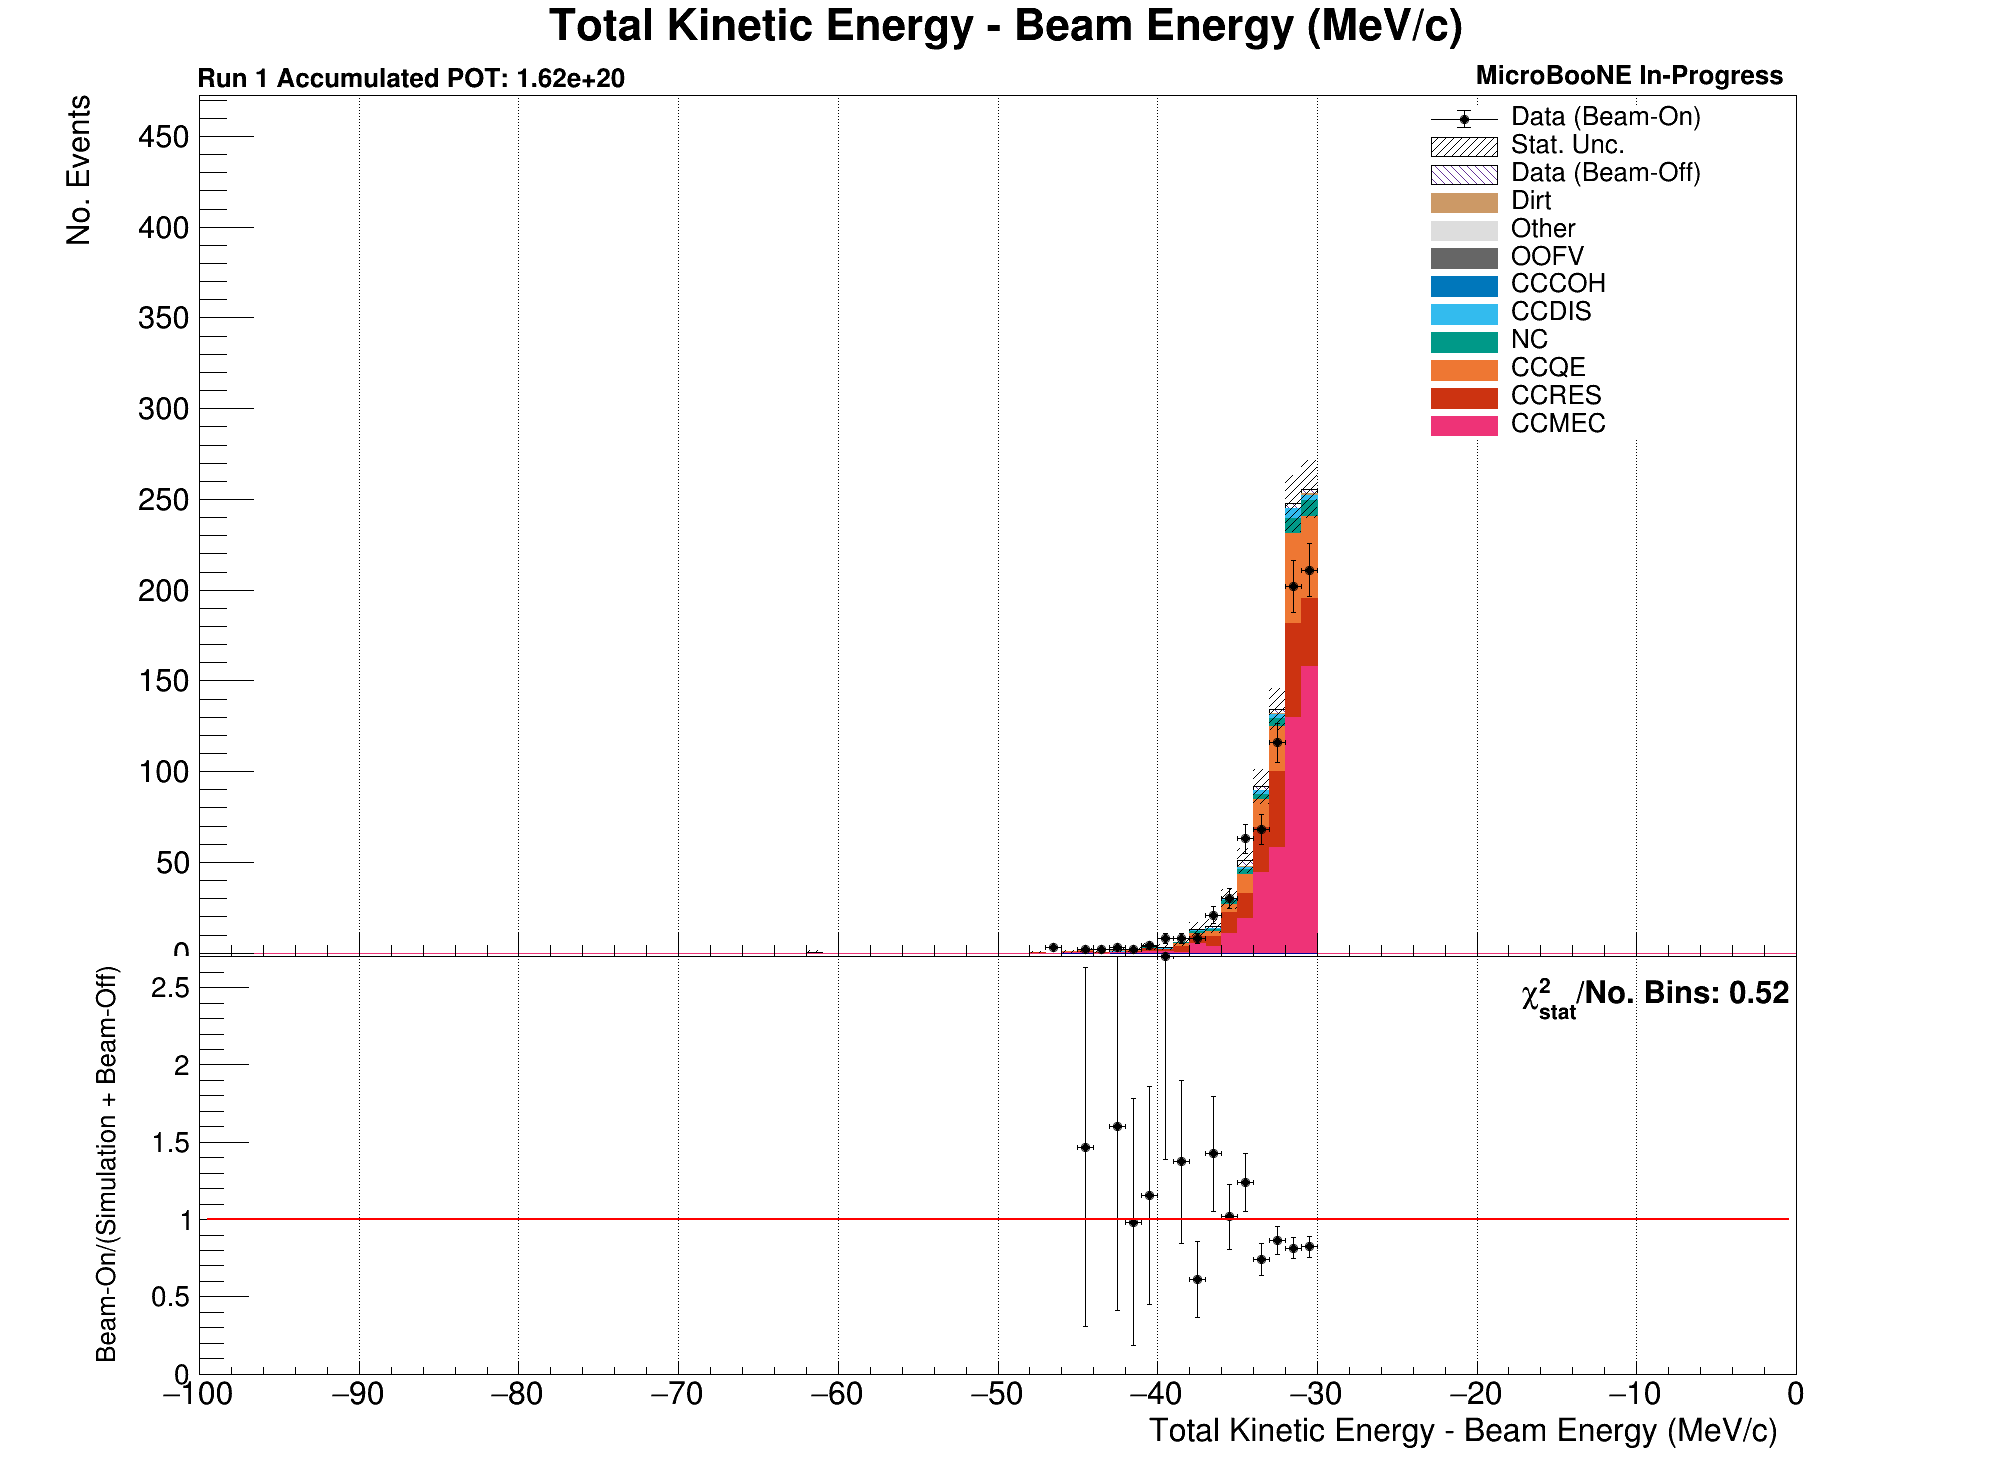 Total Kinetic Energy - Beam Energy (MeV/c)
Run 1 Accumulated POT: 1.62e+20
MicroBooNE In-Progress
No. Events
450
400
350
300
250
200
150
100
50
0
Data (Beam-On)
Stat. Unc.
Data (Beam-Off)
Dirt
Other
OOFV
CCCOH
CCDIS
NC
CCQE
CCRES
CCMEC
Beam-On/(Simulation + Beam-Off)
2.5
2
1.5
1
0.5
0
χ²stat/No. Bins: 0.52
−100 −90 −80 −70 −60 −50 −40 −30 −20 −10 0
Total Kinetic Energy - Beam Energy (MeV/c)